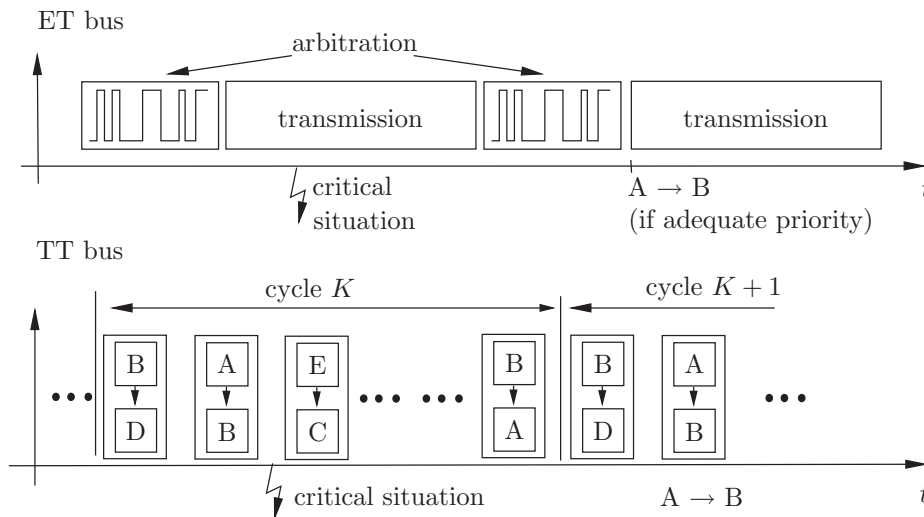 ET bus
arbitration
transmission
transmission
critical
situation
A → B
(if adequate priority)
t
TT bus
cycle K
cycle K + 1
B
A
E
B
B
A
D
B
C
A
D
B
critical situation
A → B
t